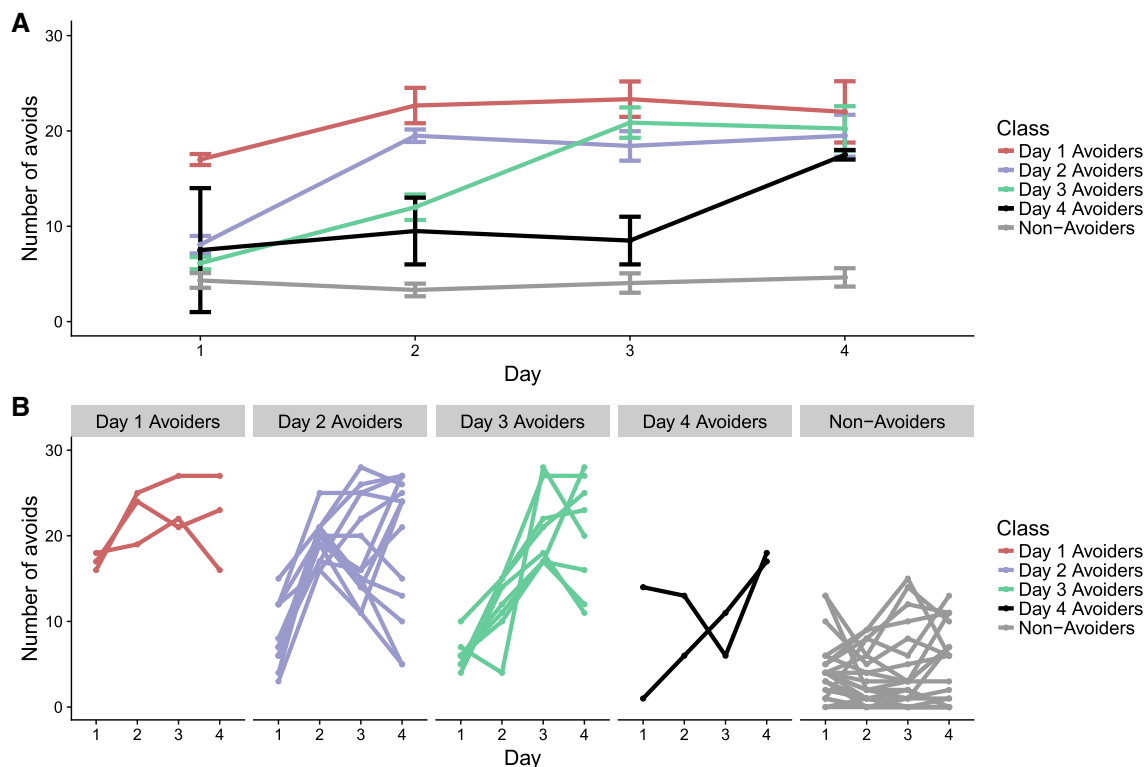 A
Number of avoids
30
20
10
0
1 2 3 4
Day
Class
Day 1 Avoiders
Day 2 Avoiders
Day 3 Avoiders
Day 4 Avoiders
Non−Avoiders
B
Day 1 Avoiders Day 2 Avoiders Day 3 Avoiders Day 4 Avoiders Non−Avoiders
Number of avoids
30
20
10
0
1 2 3 4 1 2 3 4 1 2 3 4 1 2 3 4 1 2 3 4
Day
Class
Day 1 Avoiders
Day 2 Avoiders
Day 3 Avoiders
Day 4 Avoiders
Non−Avoiders